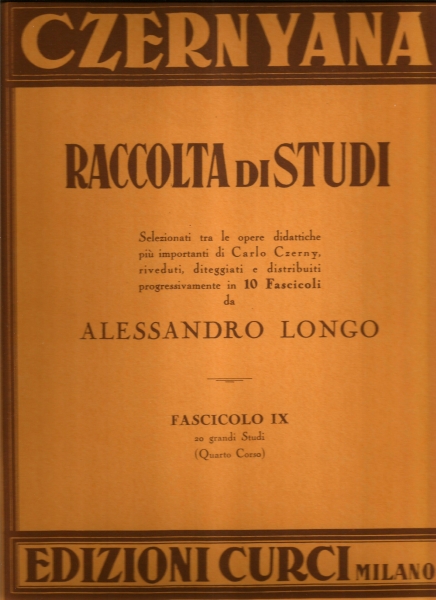 CZERNYANA
RACCOLTA DI STUDI
Selezionati tra le opere didattiche
più importanti di Carlo Czerny,
riveduti, diteggiati e distribuiti
progressivamente in 10 Fascicoli
da
ALESSANDRO LONGO
FASCICOLO IX
20 grandi Studi
(Quarto Corso)
EDIZIONI CURCI MILANO